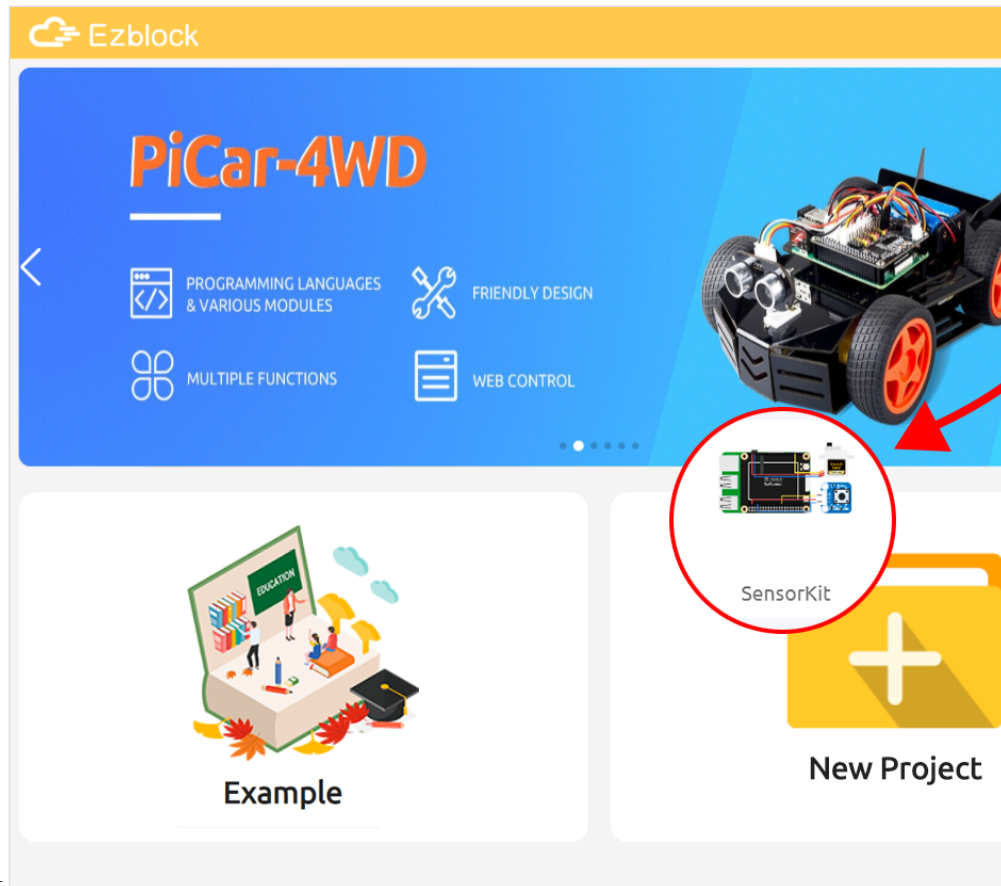 Ezblock
PiCar-4WD
PROGRAMMING LANGUAGES
& VARIOUS MODULES
FRIENDLY DESIGN
MULTIPLE FUNCTIONS
WEB CONTROL
SensorKit
EDUCATION
Example
New Project